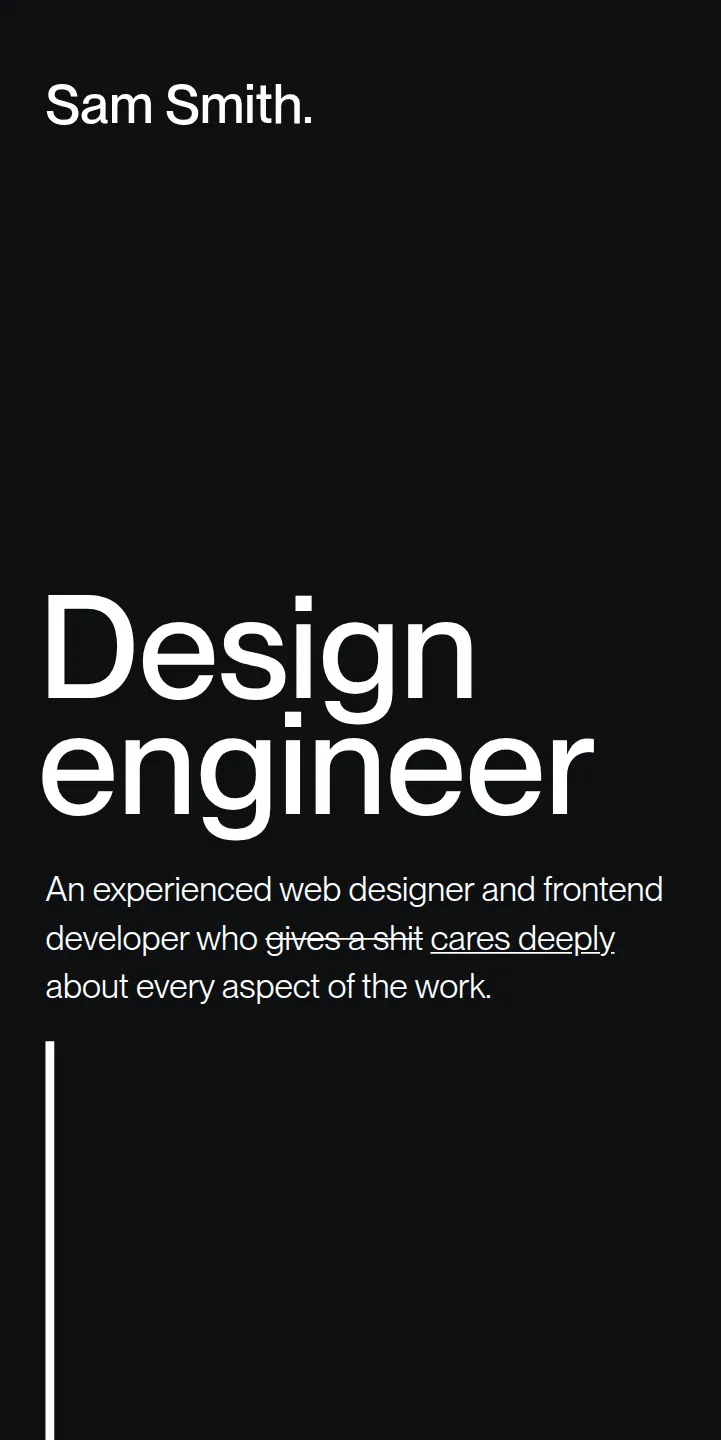 Sam Smith.
Design
engineer
An experienced web designer and frontend
developer who gives a shit cares deeply
about every aspect of the work.